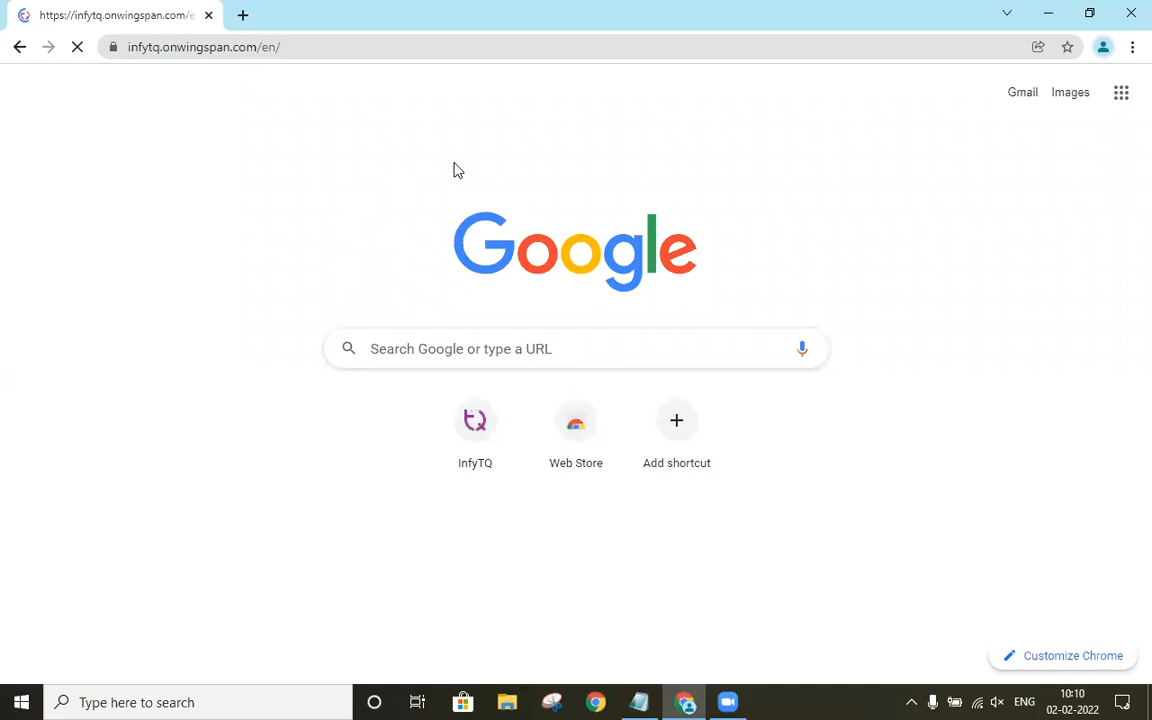 https://infytq.onwingspan.com/e
infytq.onwingspan.com/en/
Gmail Images
Google
Search Google or type a URL
tQ
InfyTQ Web Store Add shortcut
Customize Chrome
Type here to search
ENG
10:10
02-02-2022